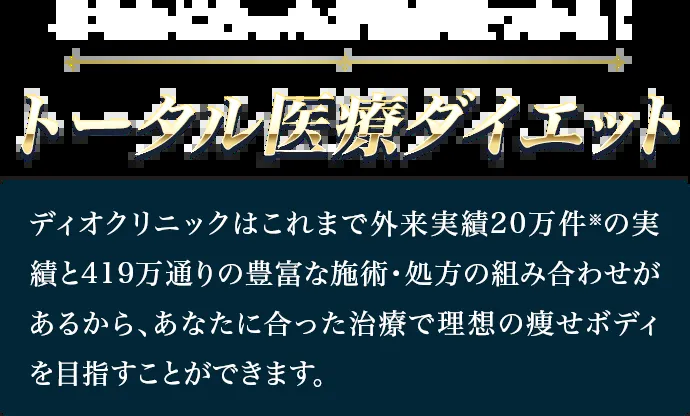 トータル医療ダイエット
ディオクリニックはこれまで外来実績20万件※の実
績と419万通りの豊富な施術・処方の組み合わせが
あるから、あなたに合った治療で理想の痩せボディ
を目指すことができます。